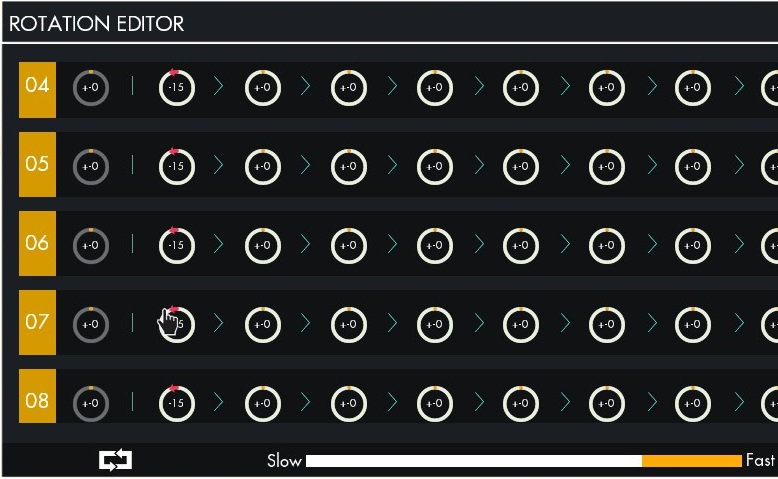 ROTATION EDITOR
04 +-0 -15 +-0 +-0 +-0 +-0 +-0 +-0 +-
05 +-0 -15 +-0 +-0 +-0 +-0 +-0 +-0 +-
06 +-0 -15 +-0 +-0 +-0 +-0 +-0 +-0 +-
07 +-0 5 +-0 +-0 +-0 +-0 +-0 +-0 +-
08 +-0 -15 +-0 +-0 +-0 +-0 +-0 +-0 +-
Slow Fast